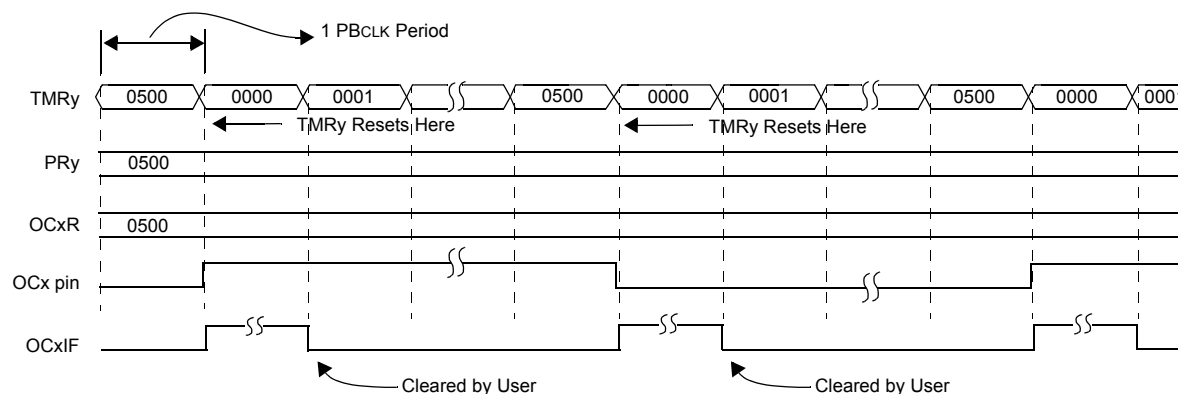 1 PBCLK Period
TMRy 0500 0000 0001 0500 0000 0001 0500 0000 0001
TMRy Resets Here TMRy Resets Here
PRy 0500
OCxR 0500
OCx pin
OCxIF
Cleared by User Cleared by User